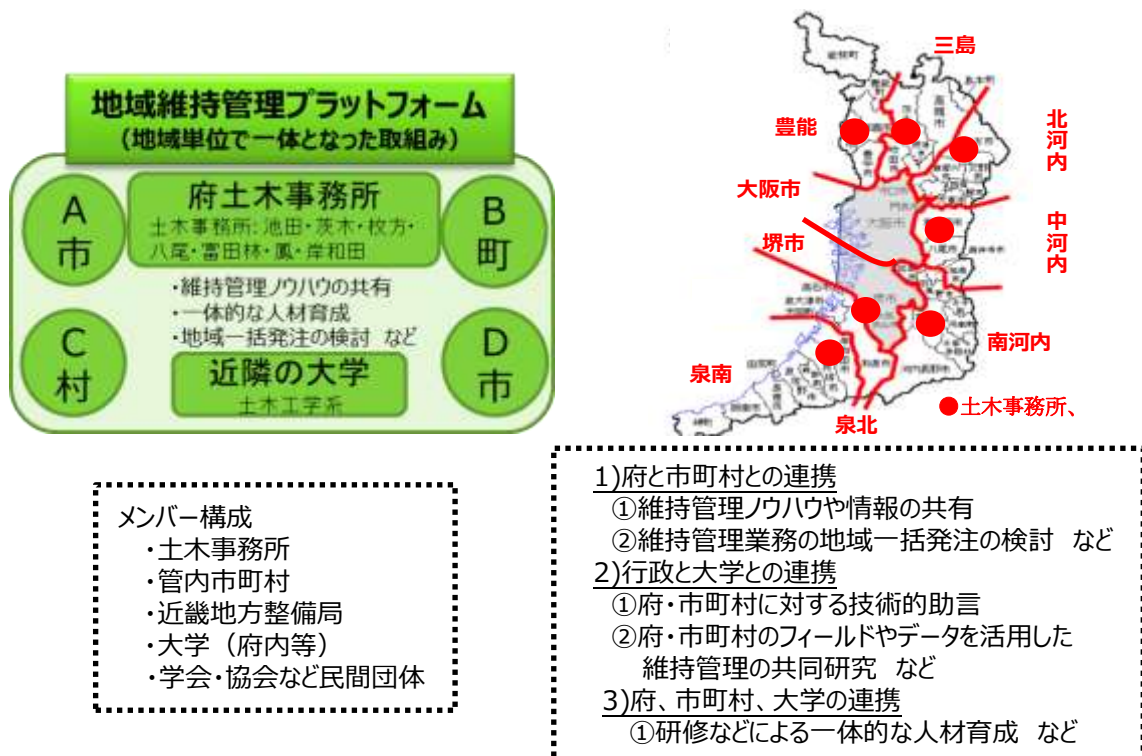 地域維持管理プラットフォーム
(地域単位で一体となった取組み)
A市
府土木事務所
土木事務所:池田・茨木・枚方・
八尾・富田林・鳳・岸和田
B町
・維持管理ノウハウの共有
・一体的な人材育成
・地域一括発注の検討 など
C村
近隣の大学
土木工学系
D市
三島
豊能
北河内
大阪市
大阪市
中河内
堺市
八尾市
南河内
泉南
泉北
●土木事務所、
メンバー構成
・土木事務所
・管内市町村
・近畿地方整備局
・大学（府内等）
・学会・協会など民間団体
1)府と市町村との連携
①維持管理ノウハウや情報の共有
②維持管理業務の地域一括発注の検討 など
2)行政と大学との連携
①府・市町村に対する技術的助言
②府・市町村のフィールドやデータを活用した
維持管理の共同研究 など
3)府、市町村、大学の連携
①研修などによる一体的な人材育成 など